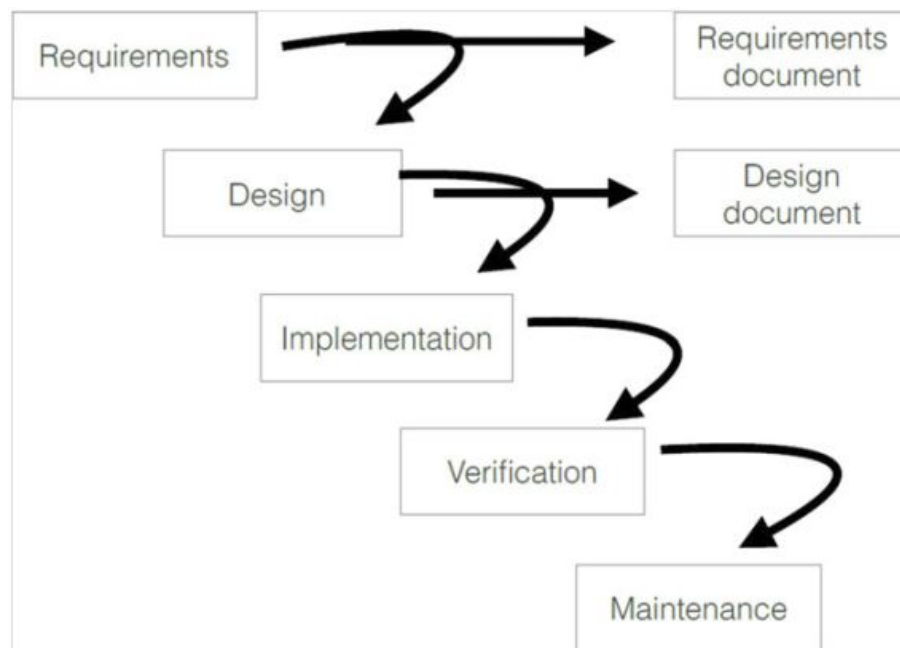 Requirements
Requirements
document
Design
Design
document
Implementation
Verification
Maintenance